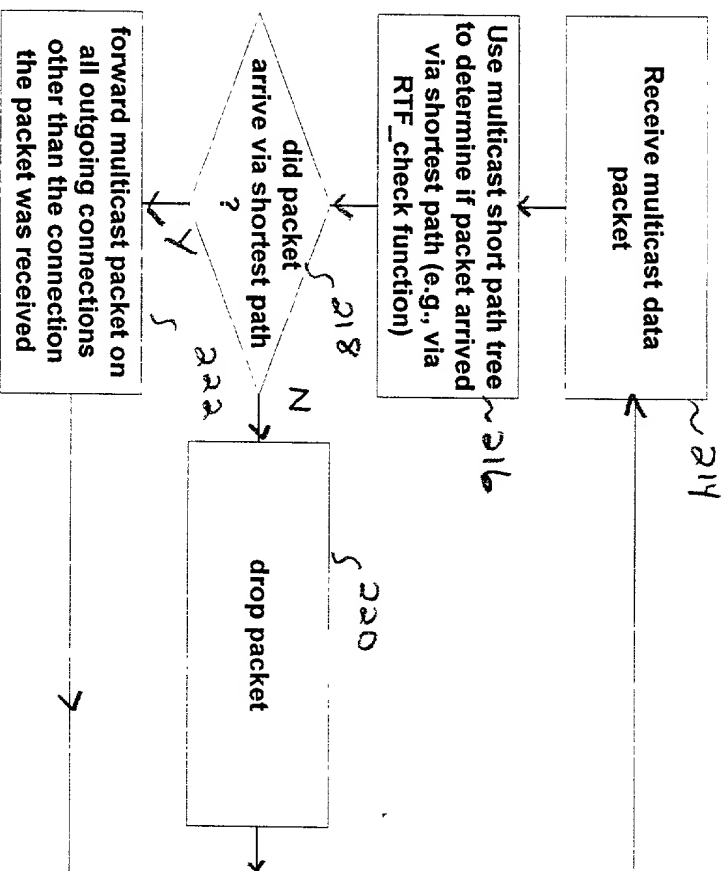 Receive multicast data
packet
~214
Use multicast short path tree
to determine if packet arrived
via shortest path (e.g., via
RTF_check function)
~216
did packet
arrive via shortest path
?
218
N
Y
drop packet
220
forward multicast packet on
all outgoing connections
other than the connection
the packet was received
222